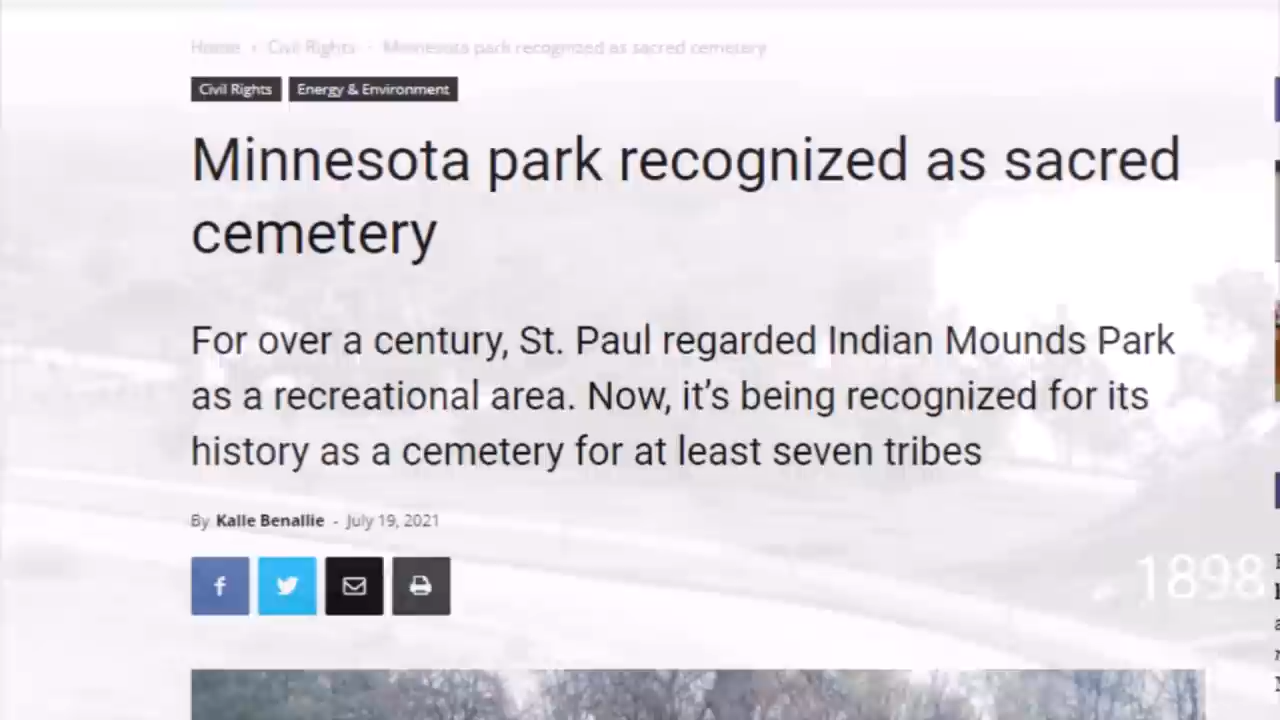 Home › Civil Rights › Minnesota park recognized as sacred cemetery
Civil Rights Energy & Environment
Minnesota park recognized as sacred
cemetery
For over a century, St. Paul regarded Indian Mounds Park
as a recreational area. Now, it's being recognized for its
history as a cemetery for at least seven tribes
By Kalle Benallie - July 19, 2021
1898